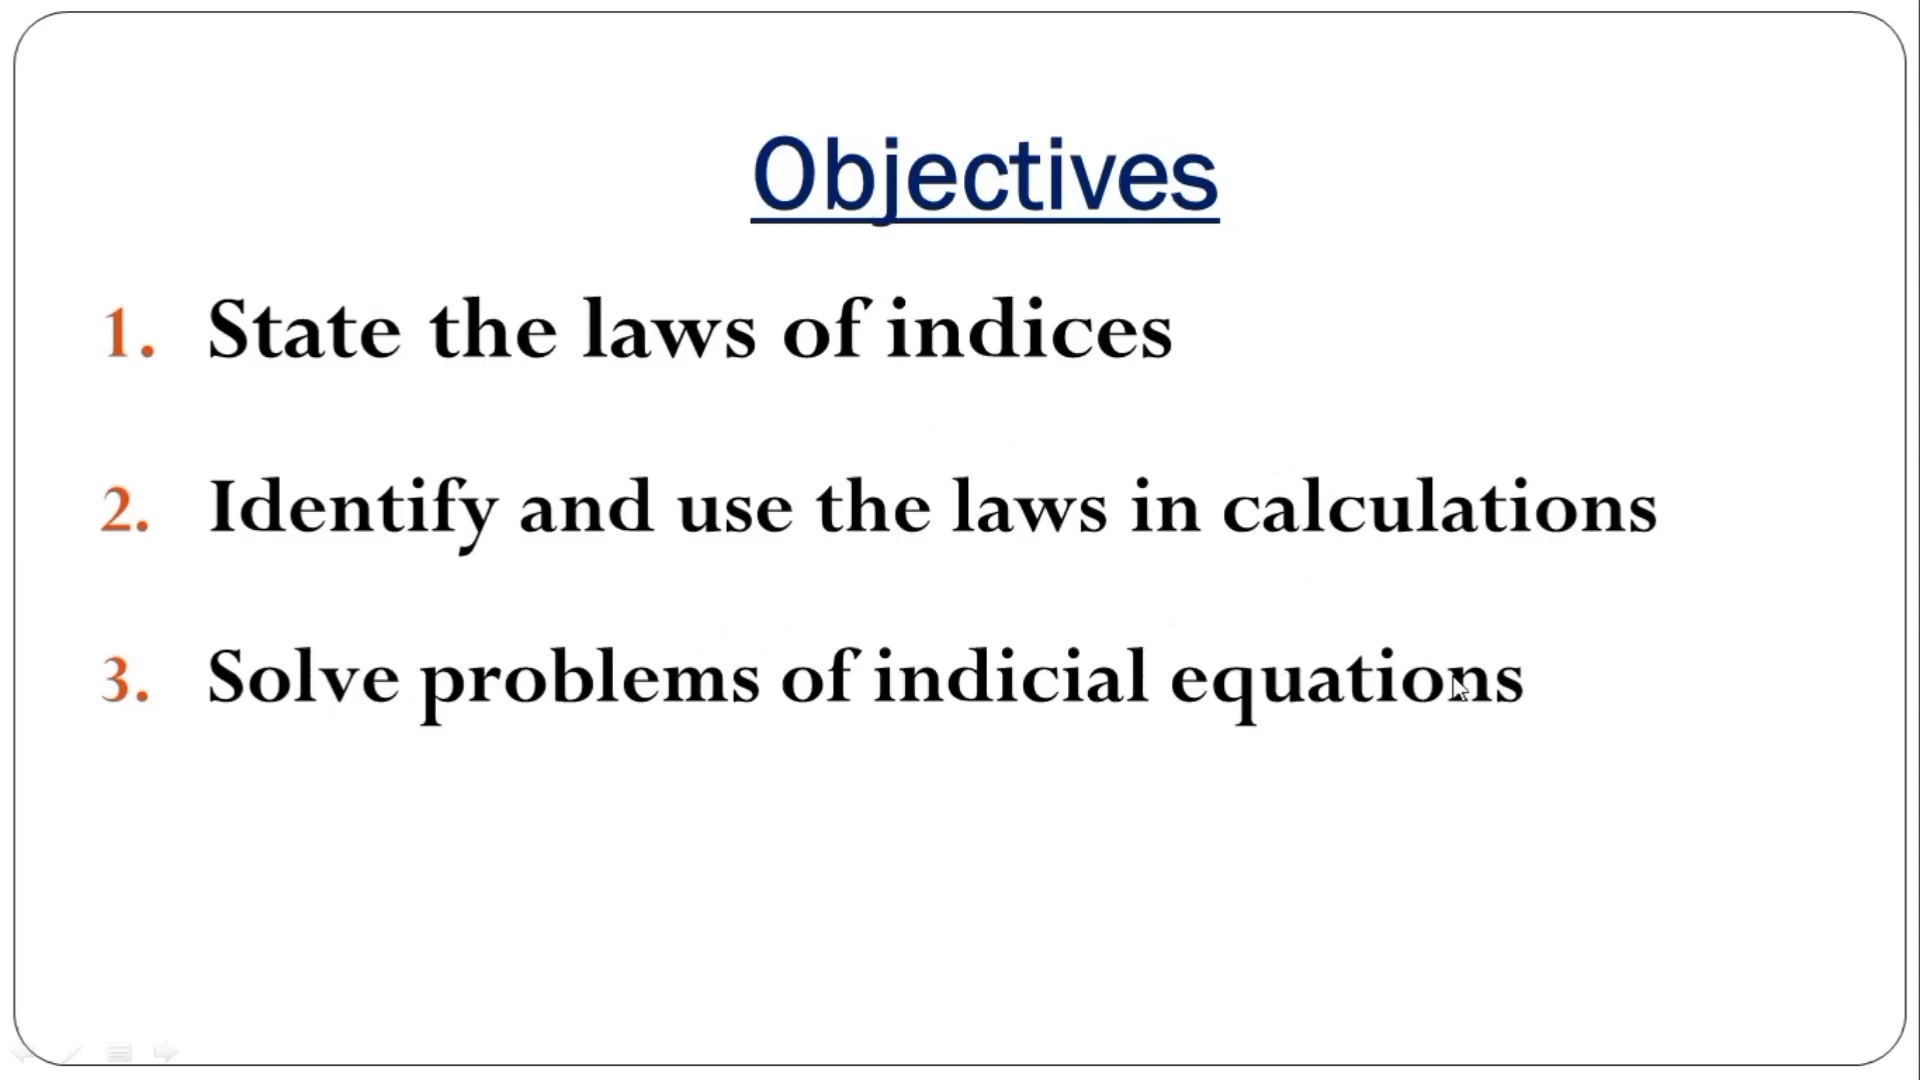 Objectives
1. State the laws of indices
2. Identify and use the laws in calculations
3. Solve problems of indicial equations